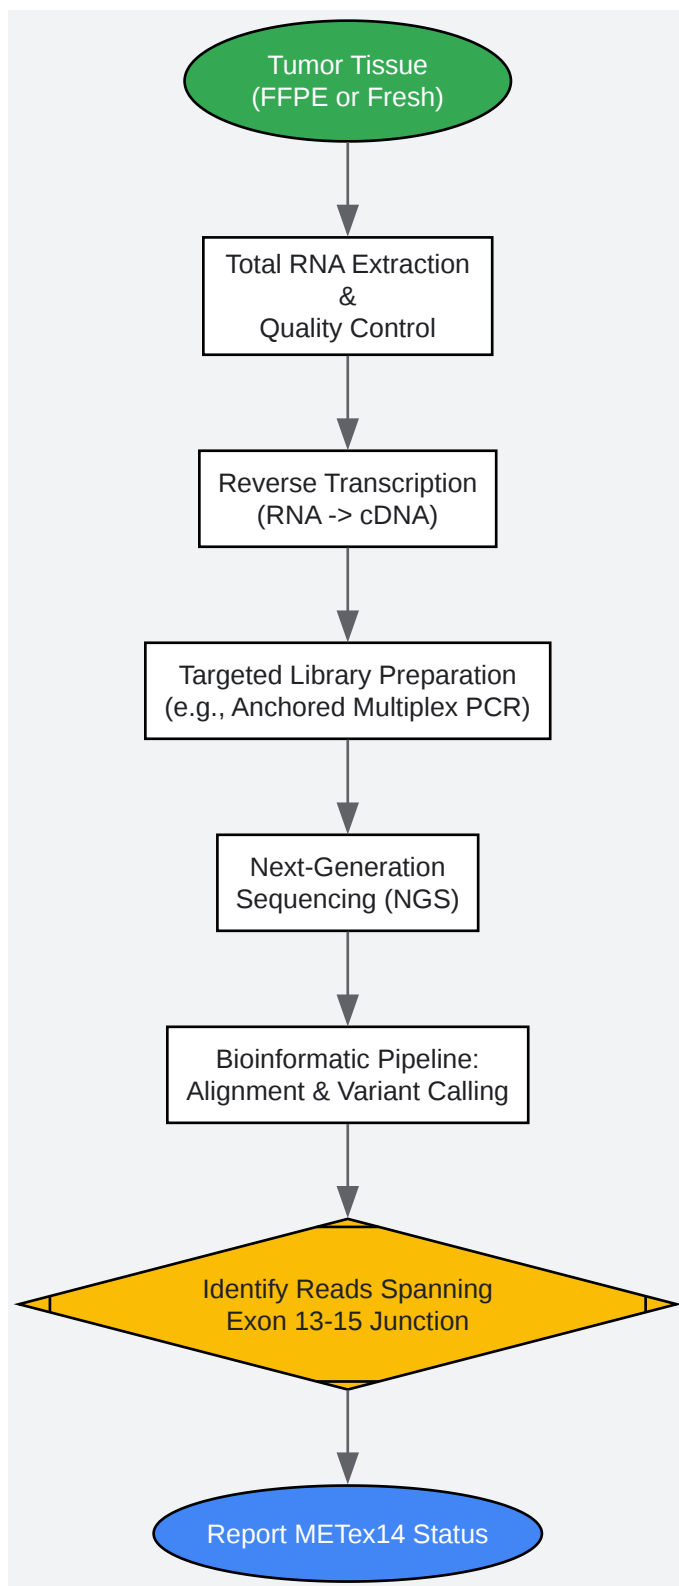 Tumor Tissue
(FFPE or Fresh)
Total RNA Extraction
&
Quality Control
Reverse Transcription
(RNA -> cDNA)
Targeted Library Preparation
(e.g., Anchored Multiplex PCR)
Next-Generation
Sequencing (NGS)
Bioinformatic Pipeline:
Alignment & Variant Calling
Identify Reads Spanning
Exon 13-15 Junction
Report METex14 Status